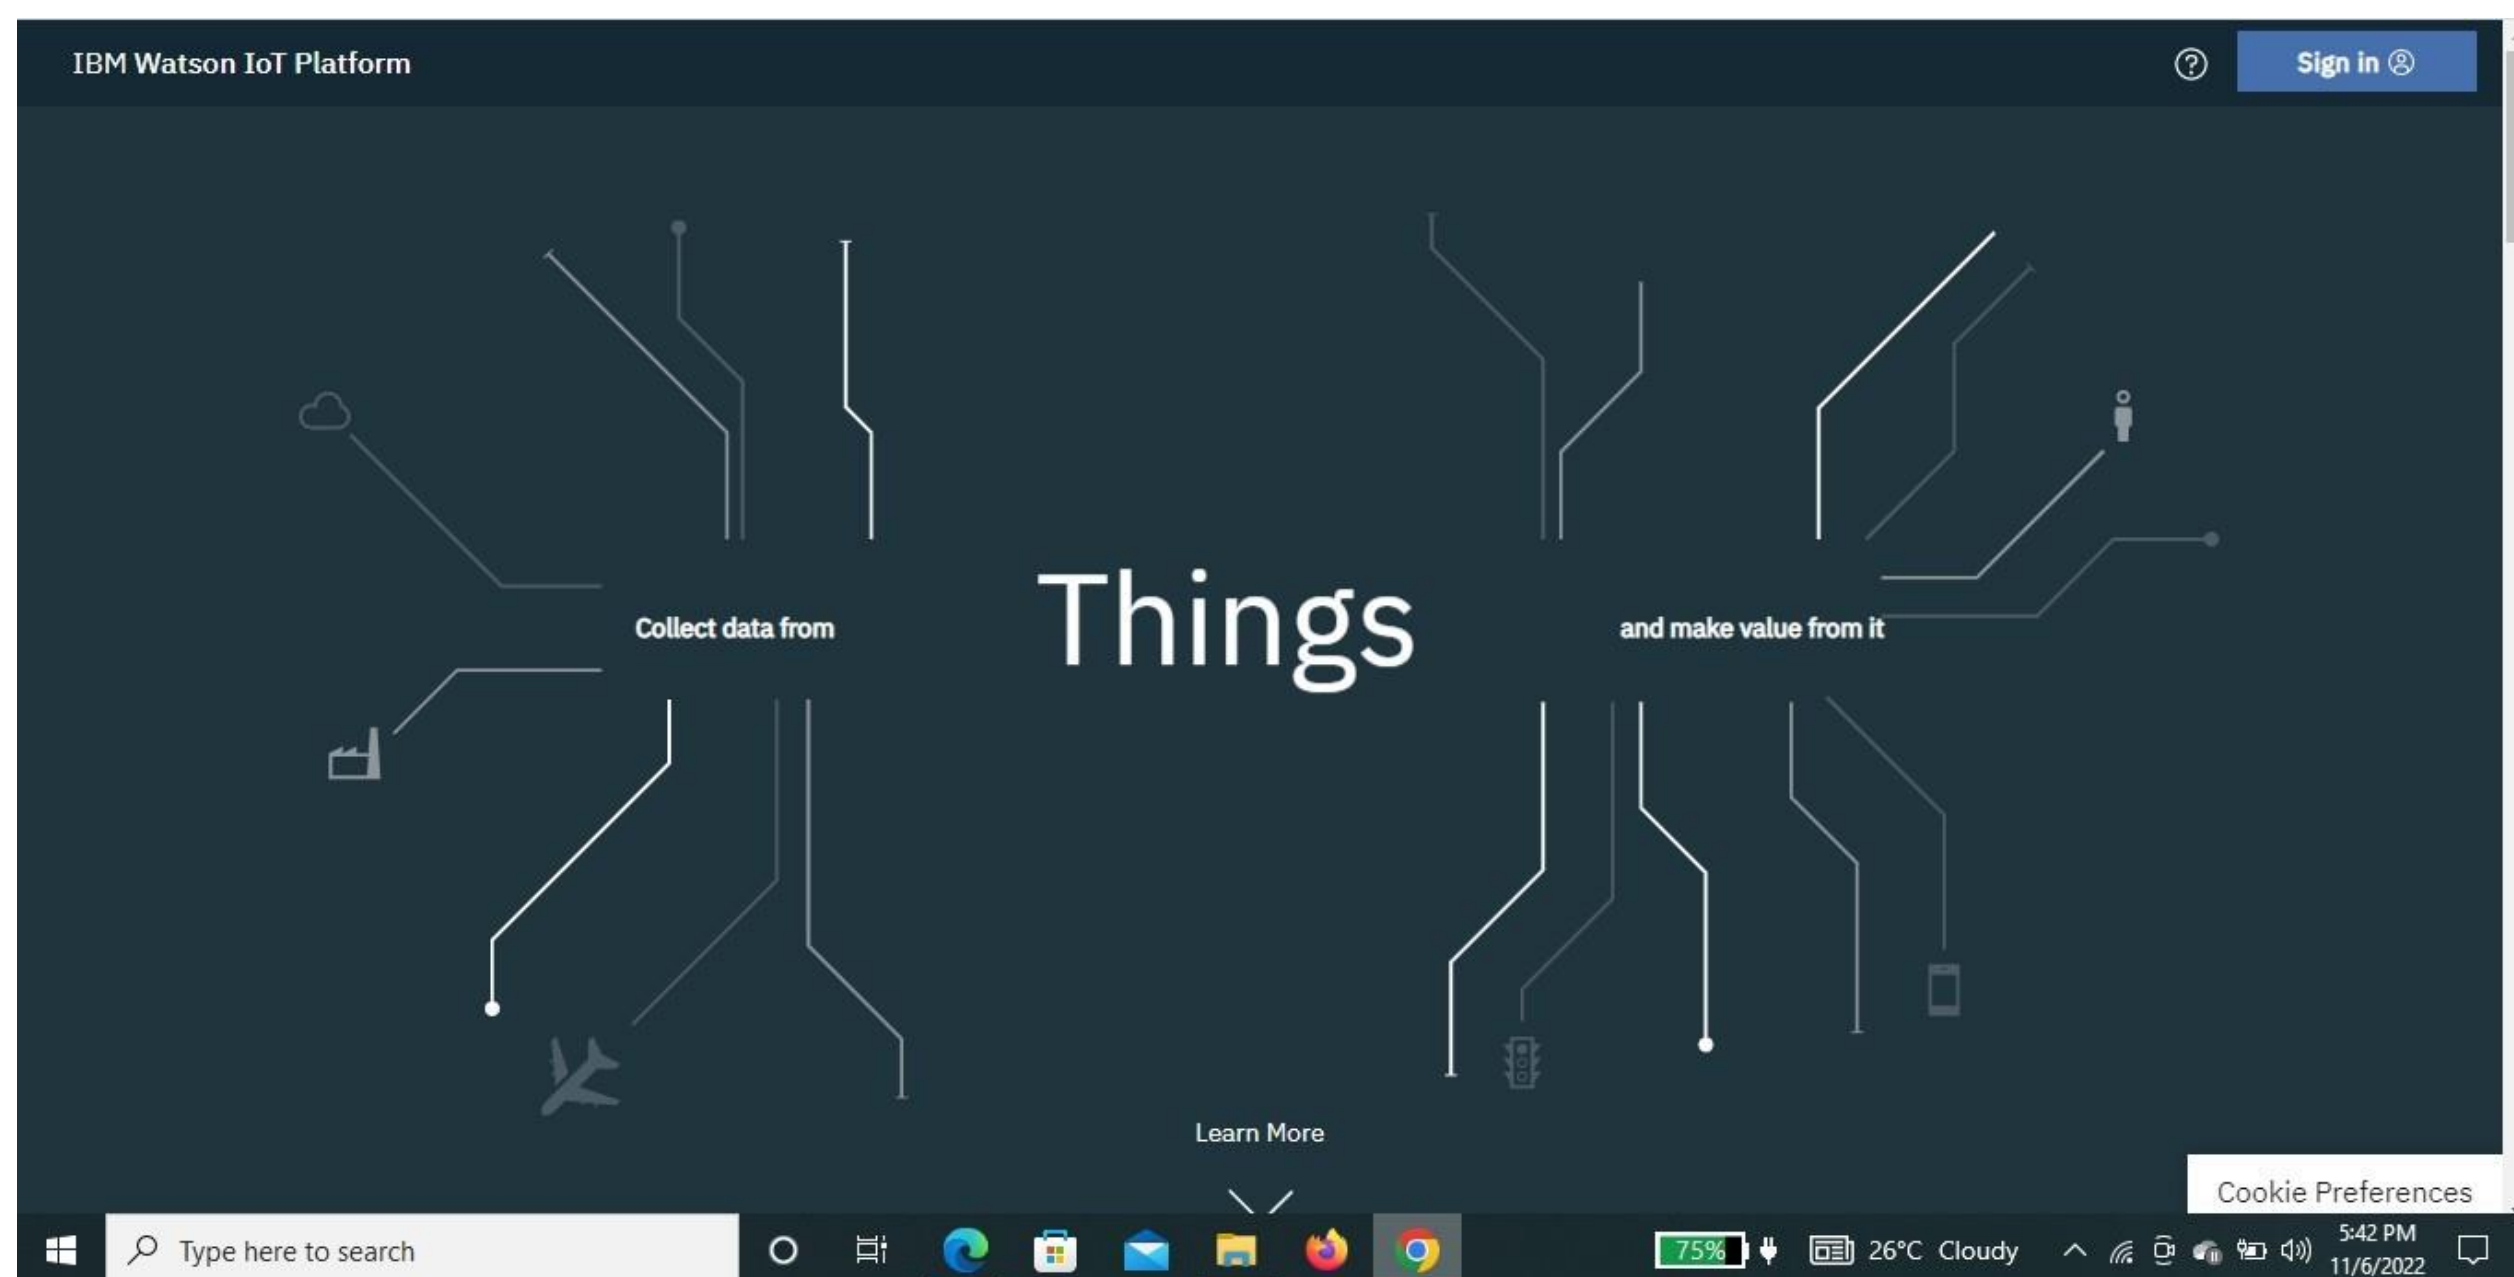 IBM Watson IoT Platform
Sign in
Collect data from
Things
and make value from it
Learn More
Cookie Preferences
Type here to search
75%
26°C Cloudy
5:42 PM
11/6/2022